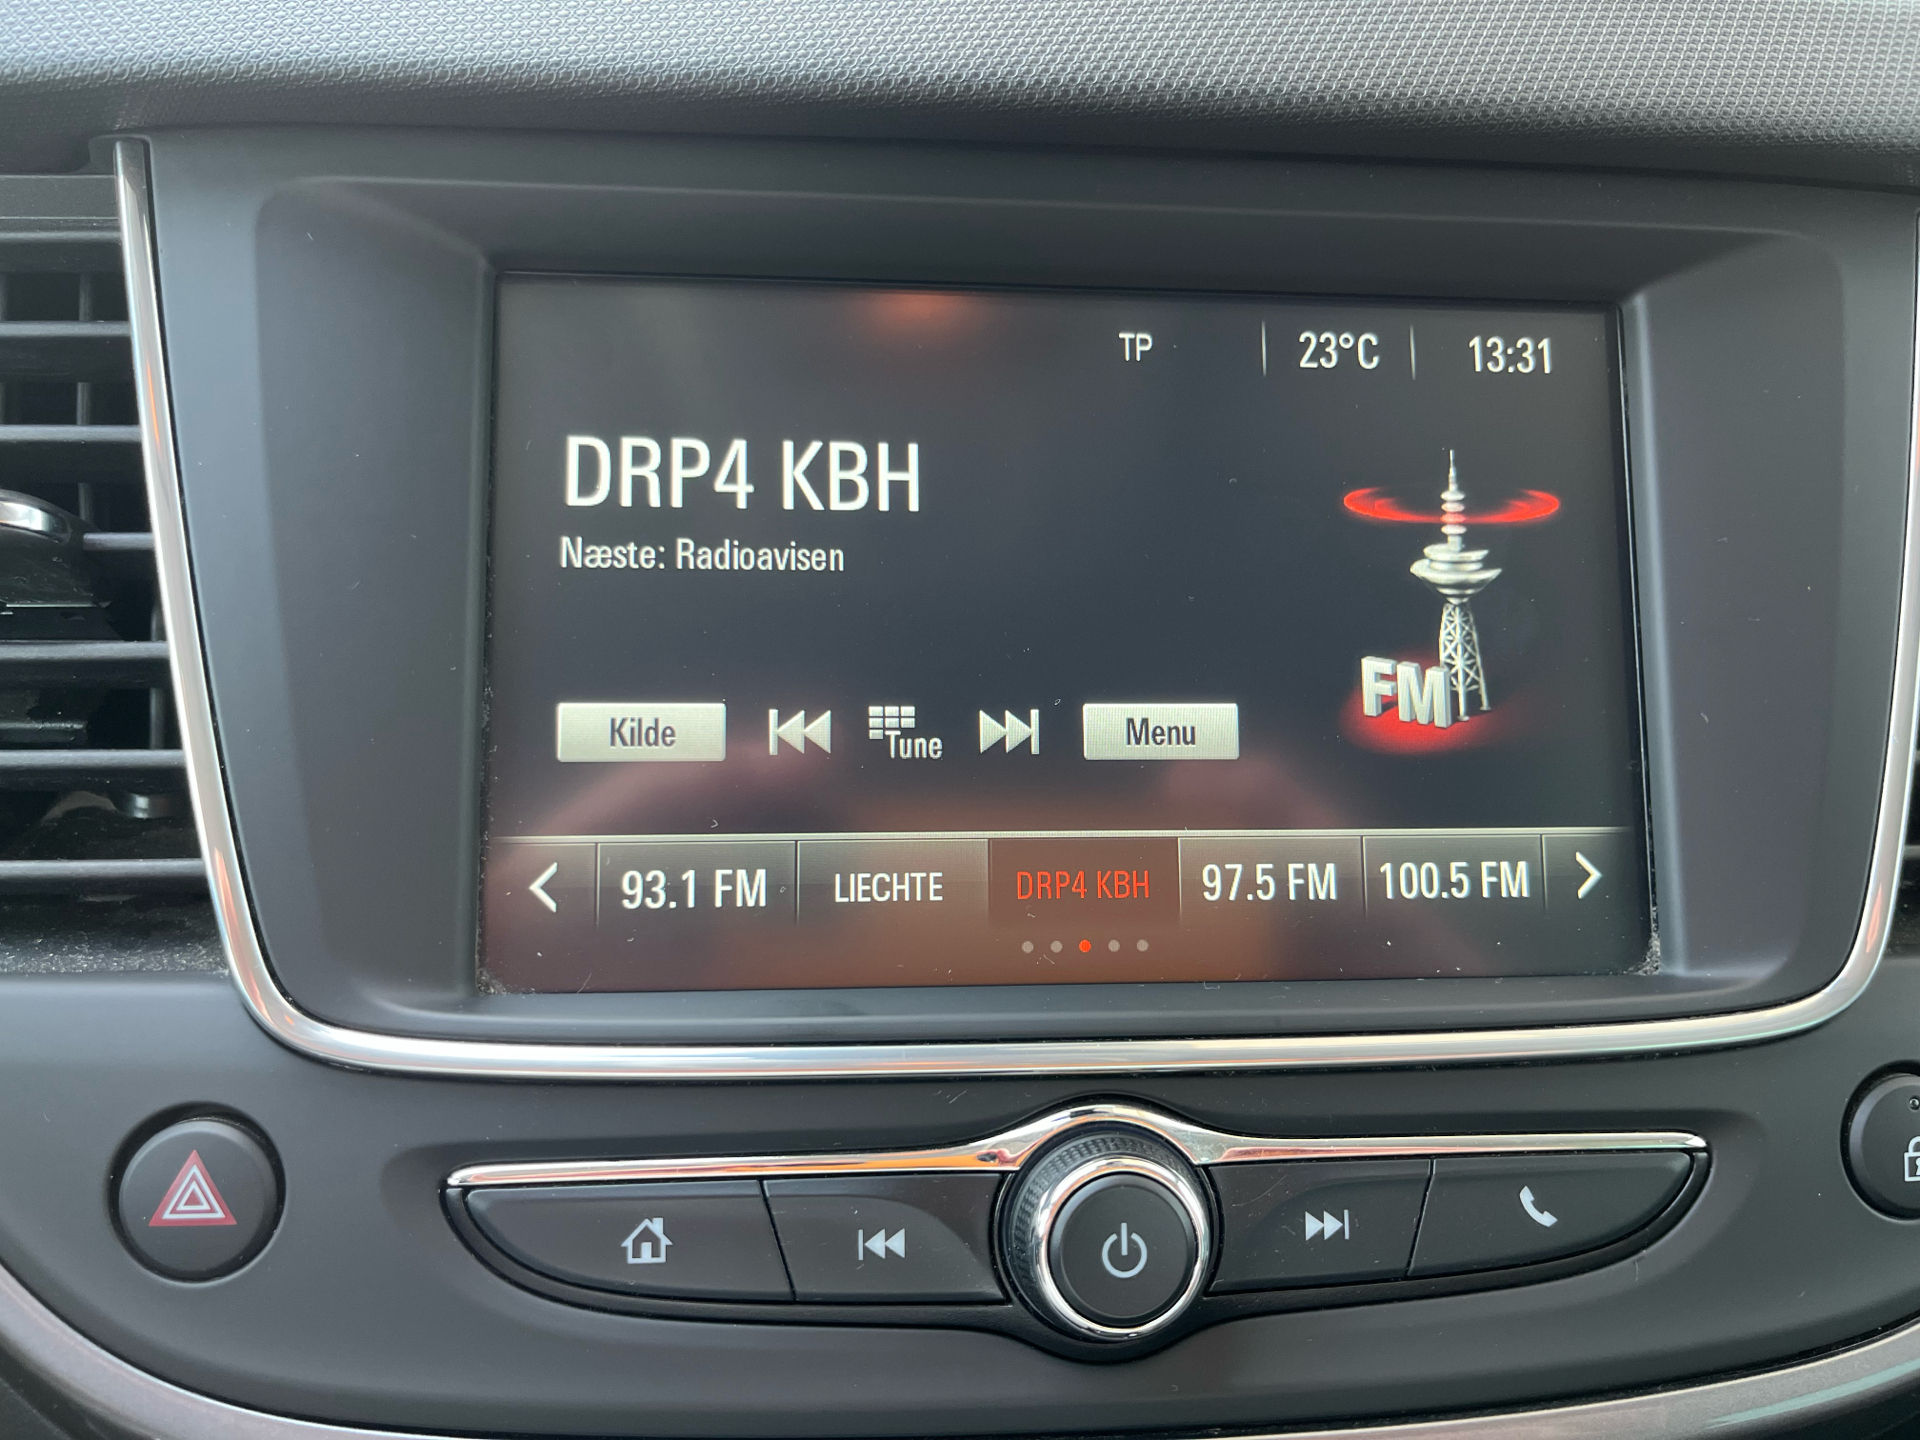 TP 23°C 13:31
DRP4 KBH
Næste: Radioavisen
FM
Kilde Tune Menu
93.1 FM LIECHTE DRP4 KBH 97.5 FM 100.5 FM